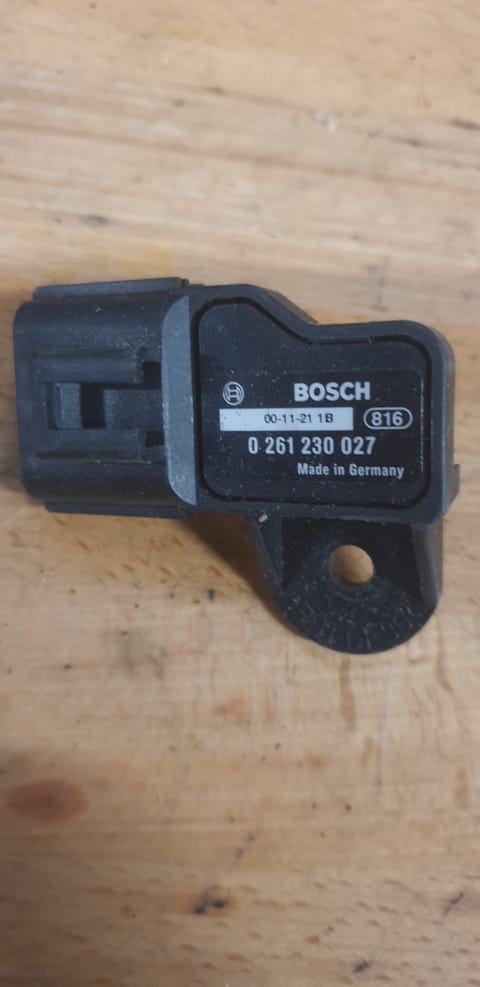 BOSCH
00-11-21 1B
816
0 261 230 027
Made in Germany